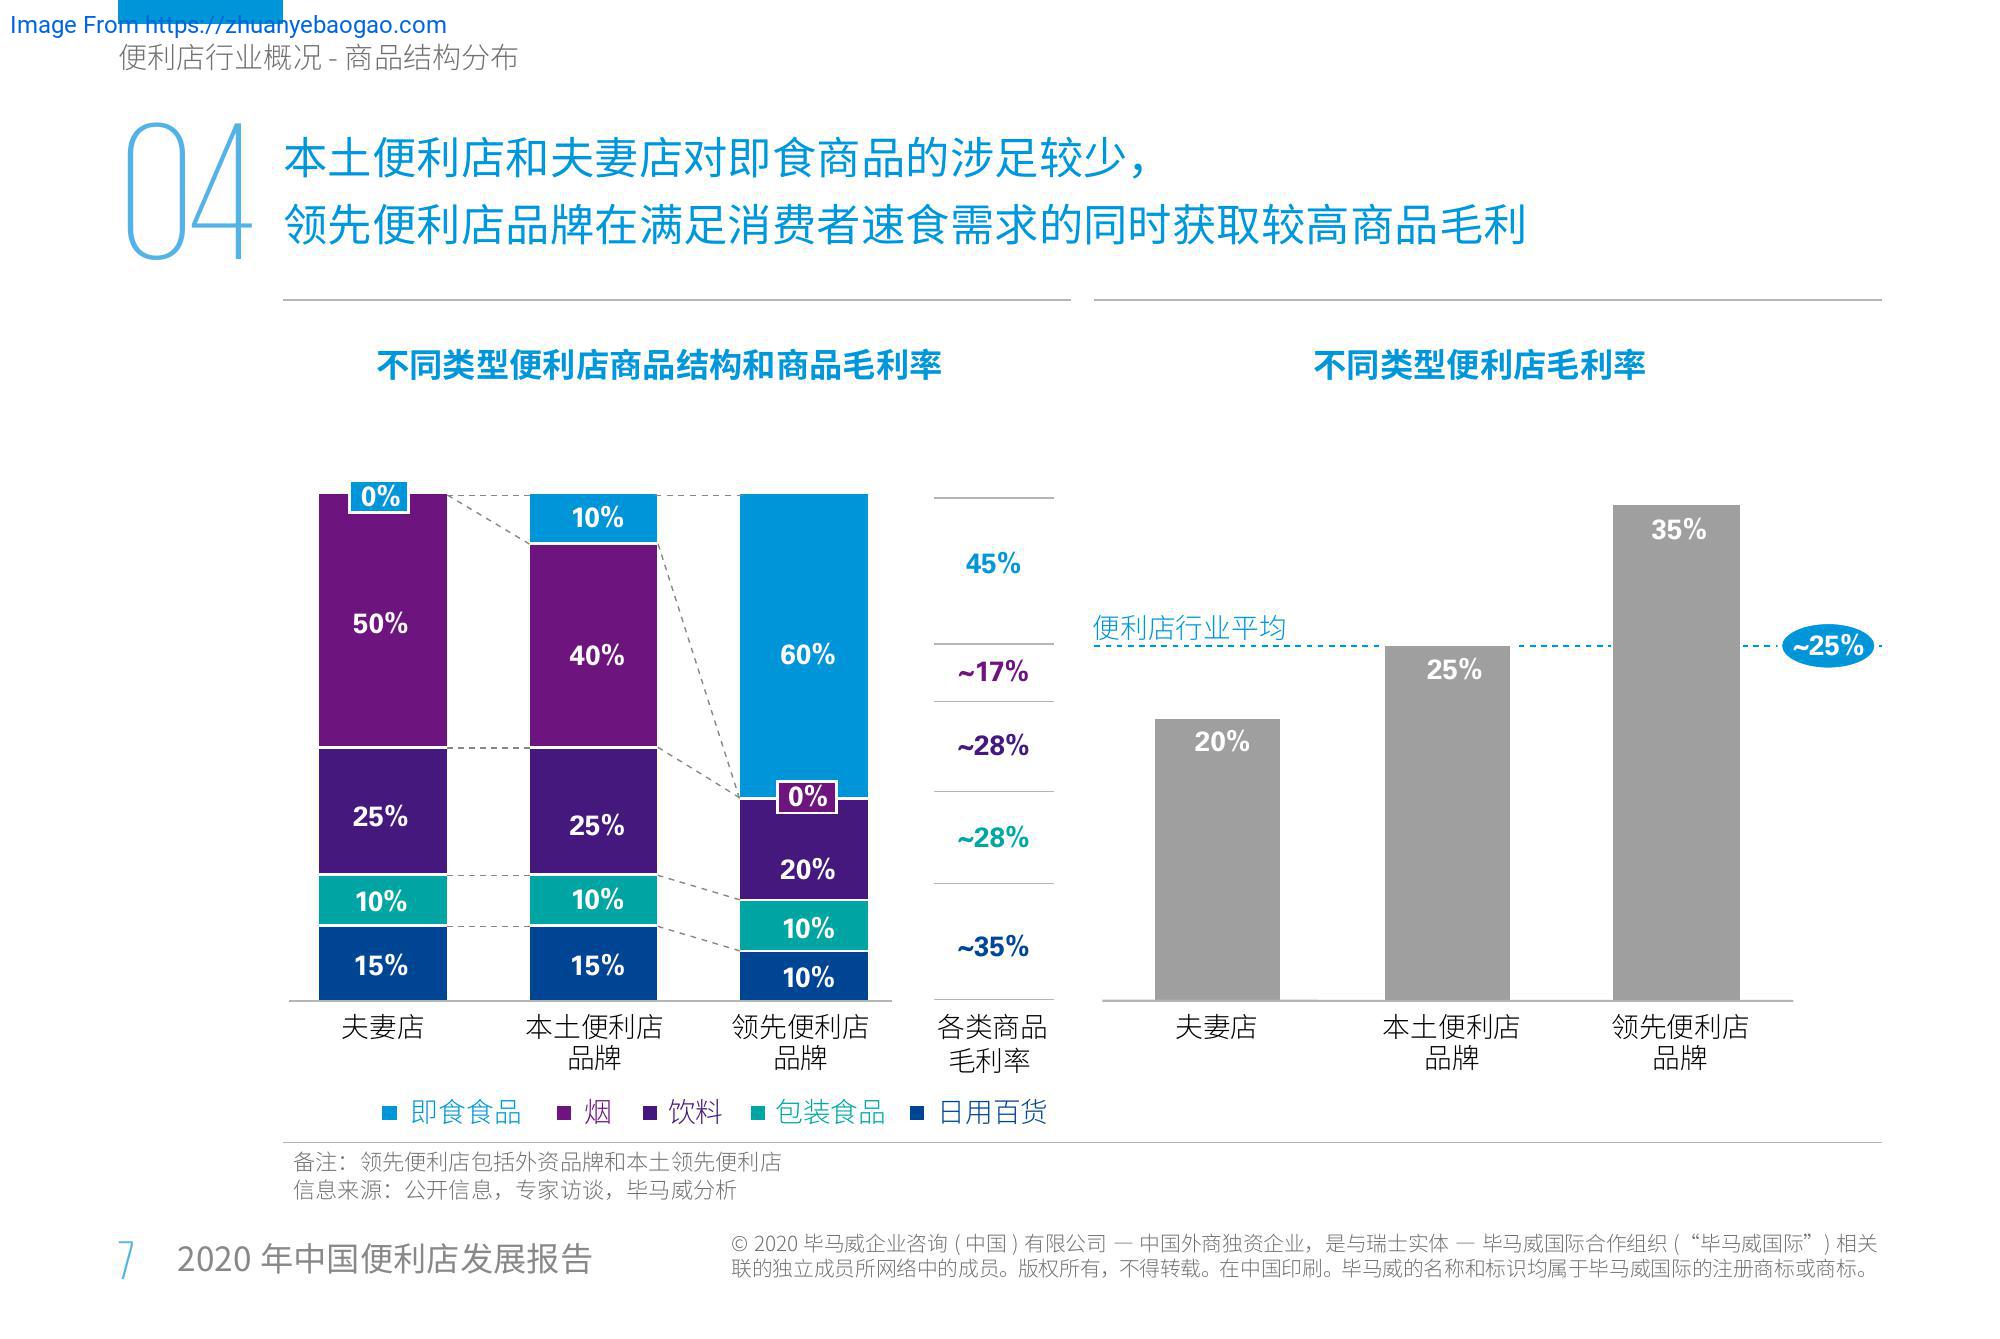 Image From https://zhuanyebaogao.com
便利店行业概况 - 商品结构分布
04
本土便利店和夫妻店对即食商品的涉足较少，
领先便利店品牌在满足消费者速食需求的同时获取较高商品毛利
不同类型便利店商品结构和商品毛利率
0%
50%
25%
10%
15%
10%
40%
25%
10%
15%
60%
0%
20%
10%
10%
45%
~17%
~28%
~28%
~35%
夫妻店
本土便利店
品牌
领先便利店
品牌
各类商品
毛利率
即食食品
烟
饮料
包装食品
日用百货
不同类型便利店毛利率
便利店行业平均
20%
25%
35%
~25%
夫妻店
本土便利店
品牌
领先便利店
品牌
备注：领先便利店包括外资品牌和本土领先便利店
信息来源：公开信息，专家访谈，毕马威分析
7
2020 年中国便利店发展报告
© 2020 毕马威企业咨询 ( 中国 ) 有限公司 — 中国外商独资企业，是与瑞士实体 — 毕马威国际合作组织 (“毕马威国际”) 相关
联的独立成员所网络中的成员。版权所有，不得转载。在中国印刷。毕马威的名称和标识均属于毕马威国际的注册商标或商标。